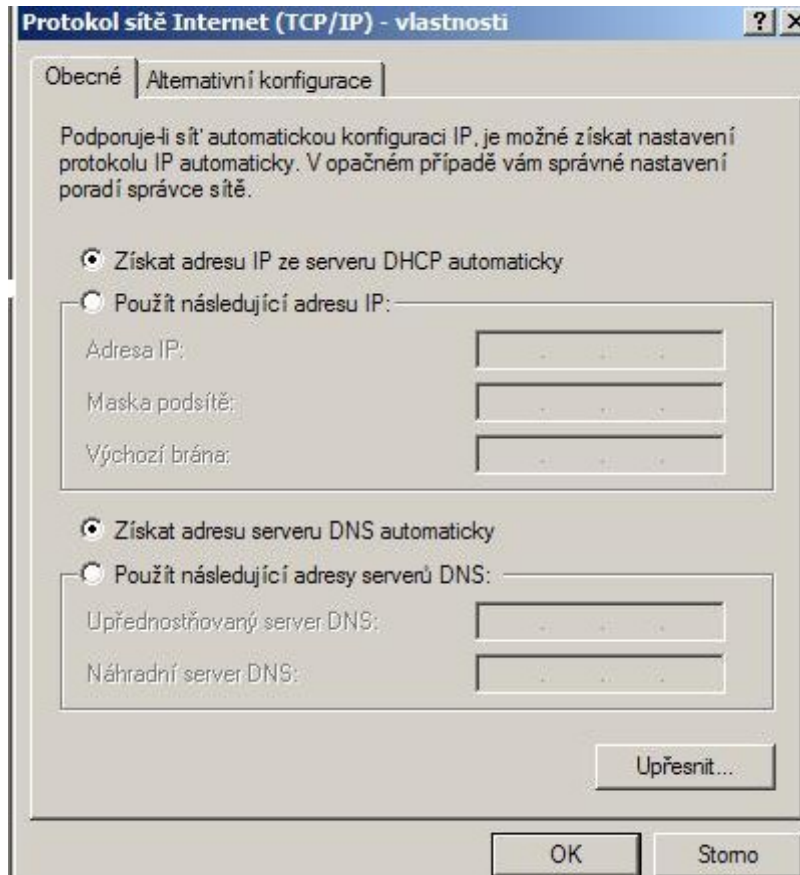 Protokol sítě Internet (TCP/IP) - vlastnosti
Obecné
Alternativní konfigurace
Podporuje-li síť automatickou konfiguraci IP, je možné získat nastavení
protokolu IP automaticky. V opačném případě vám správné nastavení
poradí správce sítě.
Získat adresu IP ze serveru DHCP automaticky
Použít následující adresu IP:
Adresa IP:
Maska podsítě:
Výchozí brána:
Získat adresu serveru DNS automaticky
Použít následující adresy serverů DNS:
Upřednostňovaný server DNS:
Náhradní server DNS:
Upřesnit...
OK
Storno